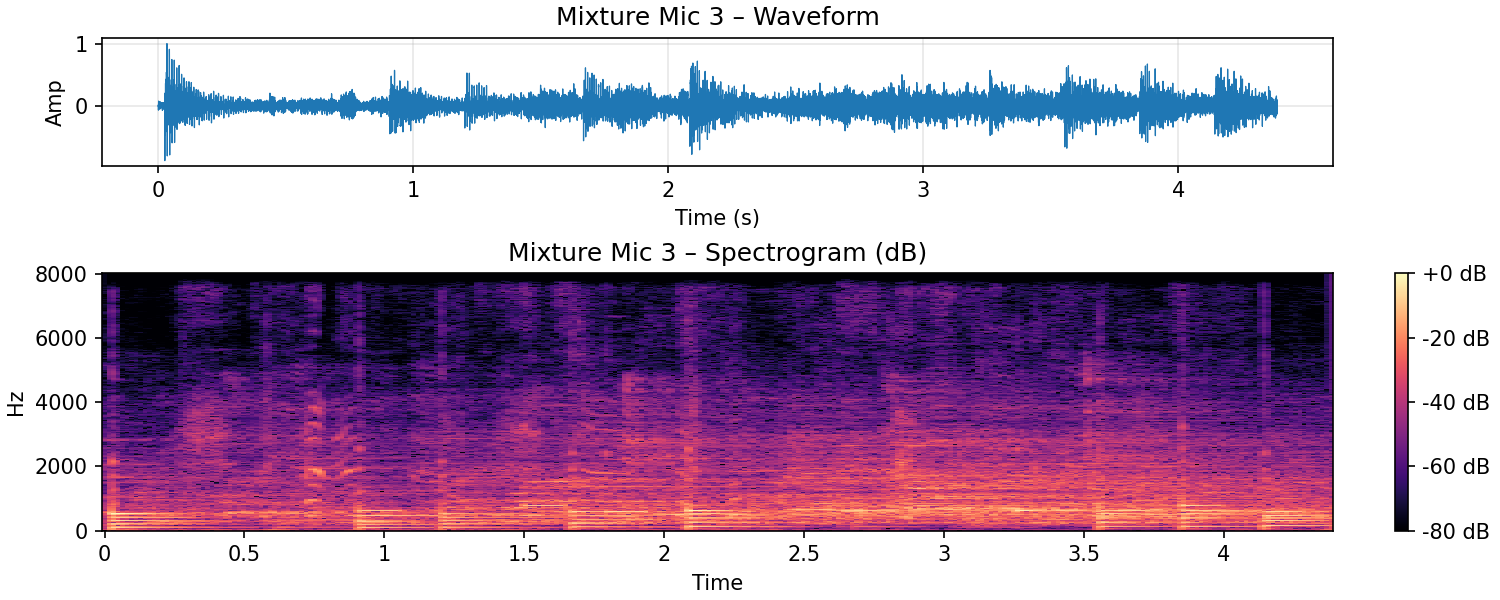 Mixture Mic 3 – Waveform
1
0
Amp
0 1 2 3 4
Time (s)
Mixture Mic 3 – Spectrogram (dB)
8000
6000
4000
2000
0
Hz
0 0.5 1 1.5 2 2.5 3 3.5 4
Time
+0 dB
-20 dB
-40 dB
-60 dB
-80 dB